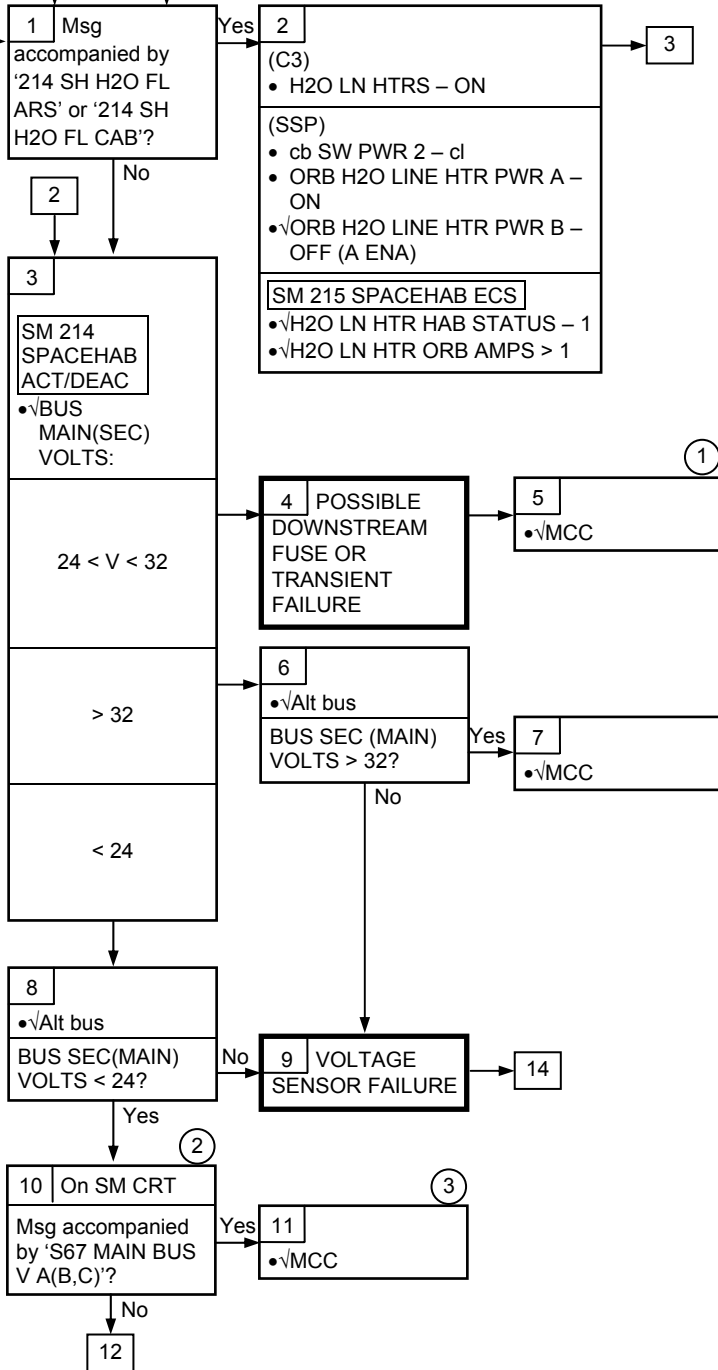 1 Msg
accompanied by
‘214 SH H2O FL
ARS’ or ‘214 SH
H2O FL CAB’?
Yes
No
2
(C3)
• H2O LN HTRS – ON
(SSP)
• cb SW PWR 2 – cl
• ORB H2O LINE HTR PWR A –
ON
•√ORB H2O LINE HTR PWR B –
OFF (A ENA)
SM 215 SPACEHAB ECS
•√H2O LN HTR HAB STATUS – 1
•√H2O LN HTR ORB AMPS > 1
3
2
3
SM 214
SPACEHAB
ACT/DEAC
•√BUS
MAIN(SEC)
VOLTS:
24 < V < 32
> 32
< 24
4 POSSIBLE
DOWNSTREAM
FUSE OR
TRANSIENT
FAILURE
1
5
•√MCC
6
•√Alt bus
BUS SEC (MAIN)
VOLTS > 32?
Yes
No
7
•√MCC
8
•√Alt bus
BUS SEC(MAIN)
VOLTS < 24?
No
Yes
9 VOLTAGE
SENSOR FAILURE
14
2
10 On SM CRT
Msg accompanied
by ‘S67 MAIN BUS
V A(B,C)’?
Yes
No
3
11
•√MCC
12